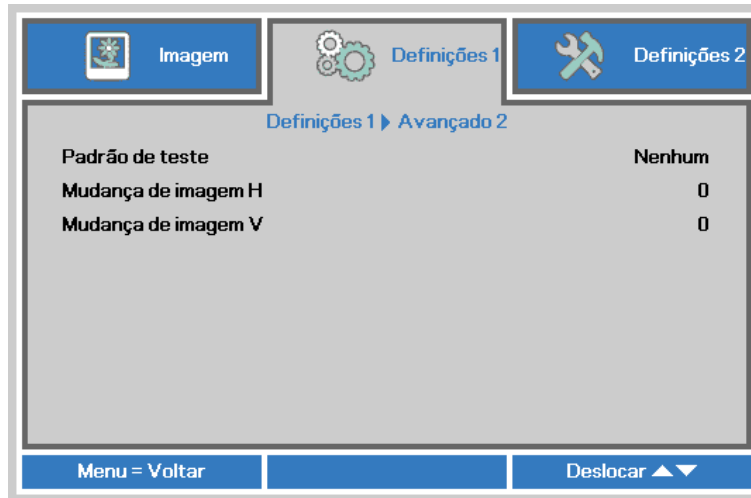 Imagem
Definições 1
Definições 2
Definições 1 Avançado 2
Padrão de teste Nenhum
Mudança de imagem H 0
Mudança de imagem V 0
Menu = Voltar
Deslocar